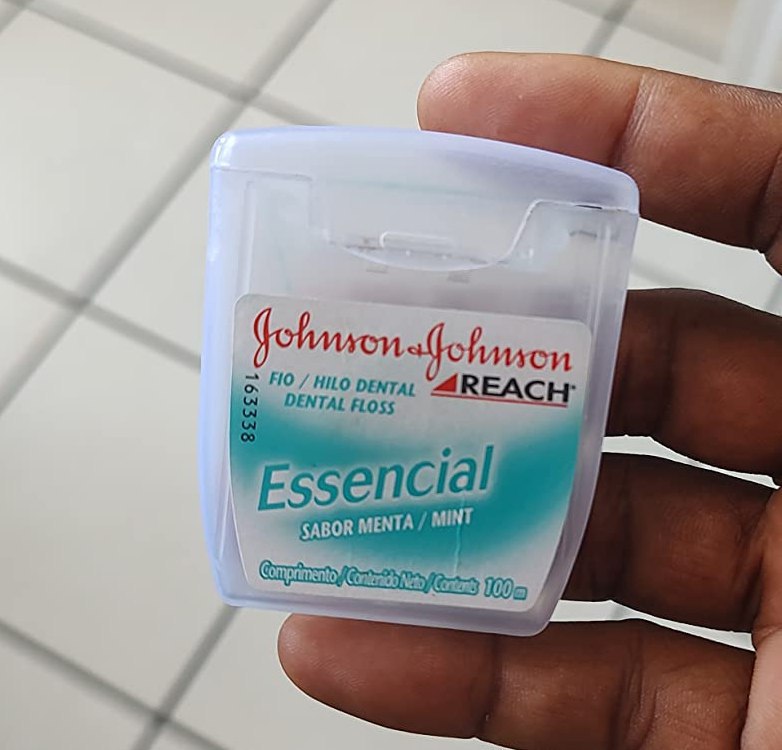 Johnson & Johnson
REACH®
FIO / HILO DENTAL
DENTAL FLOSS
163338
Essencial
SABOR MENTA / MINT
Comprimento / Contenido Neto / Contents 100 m